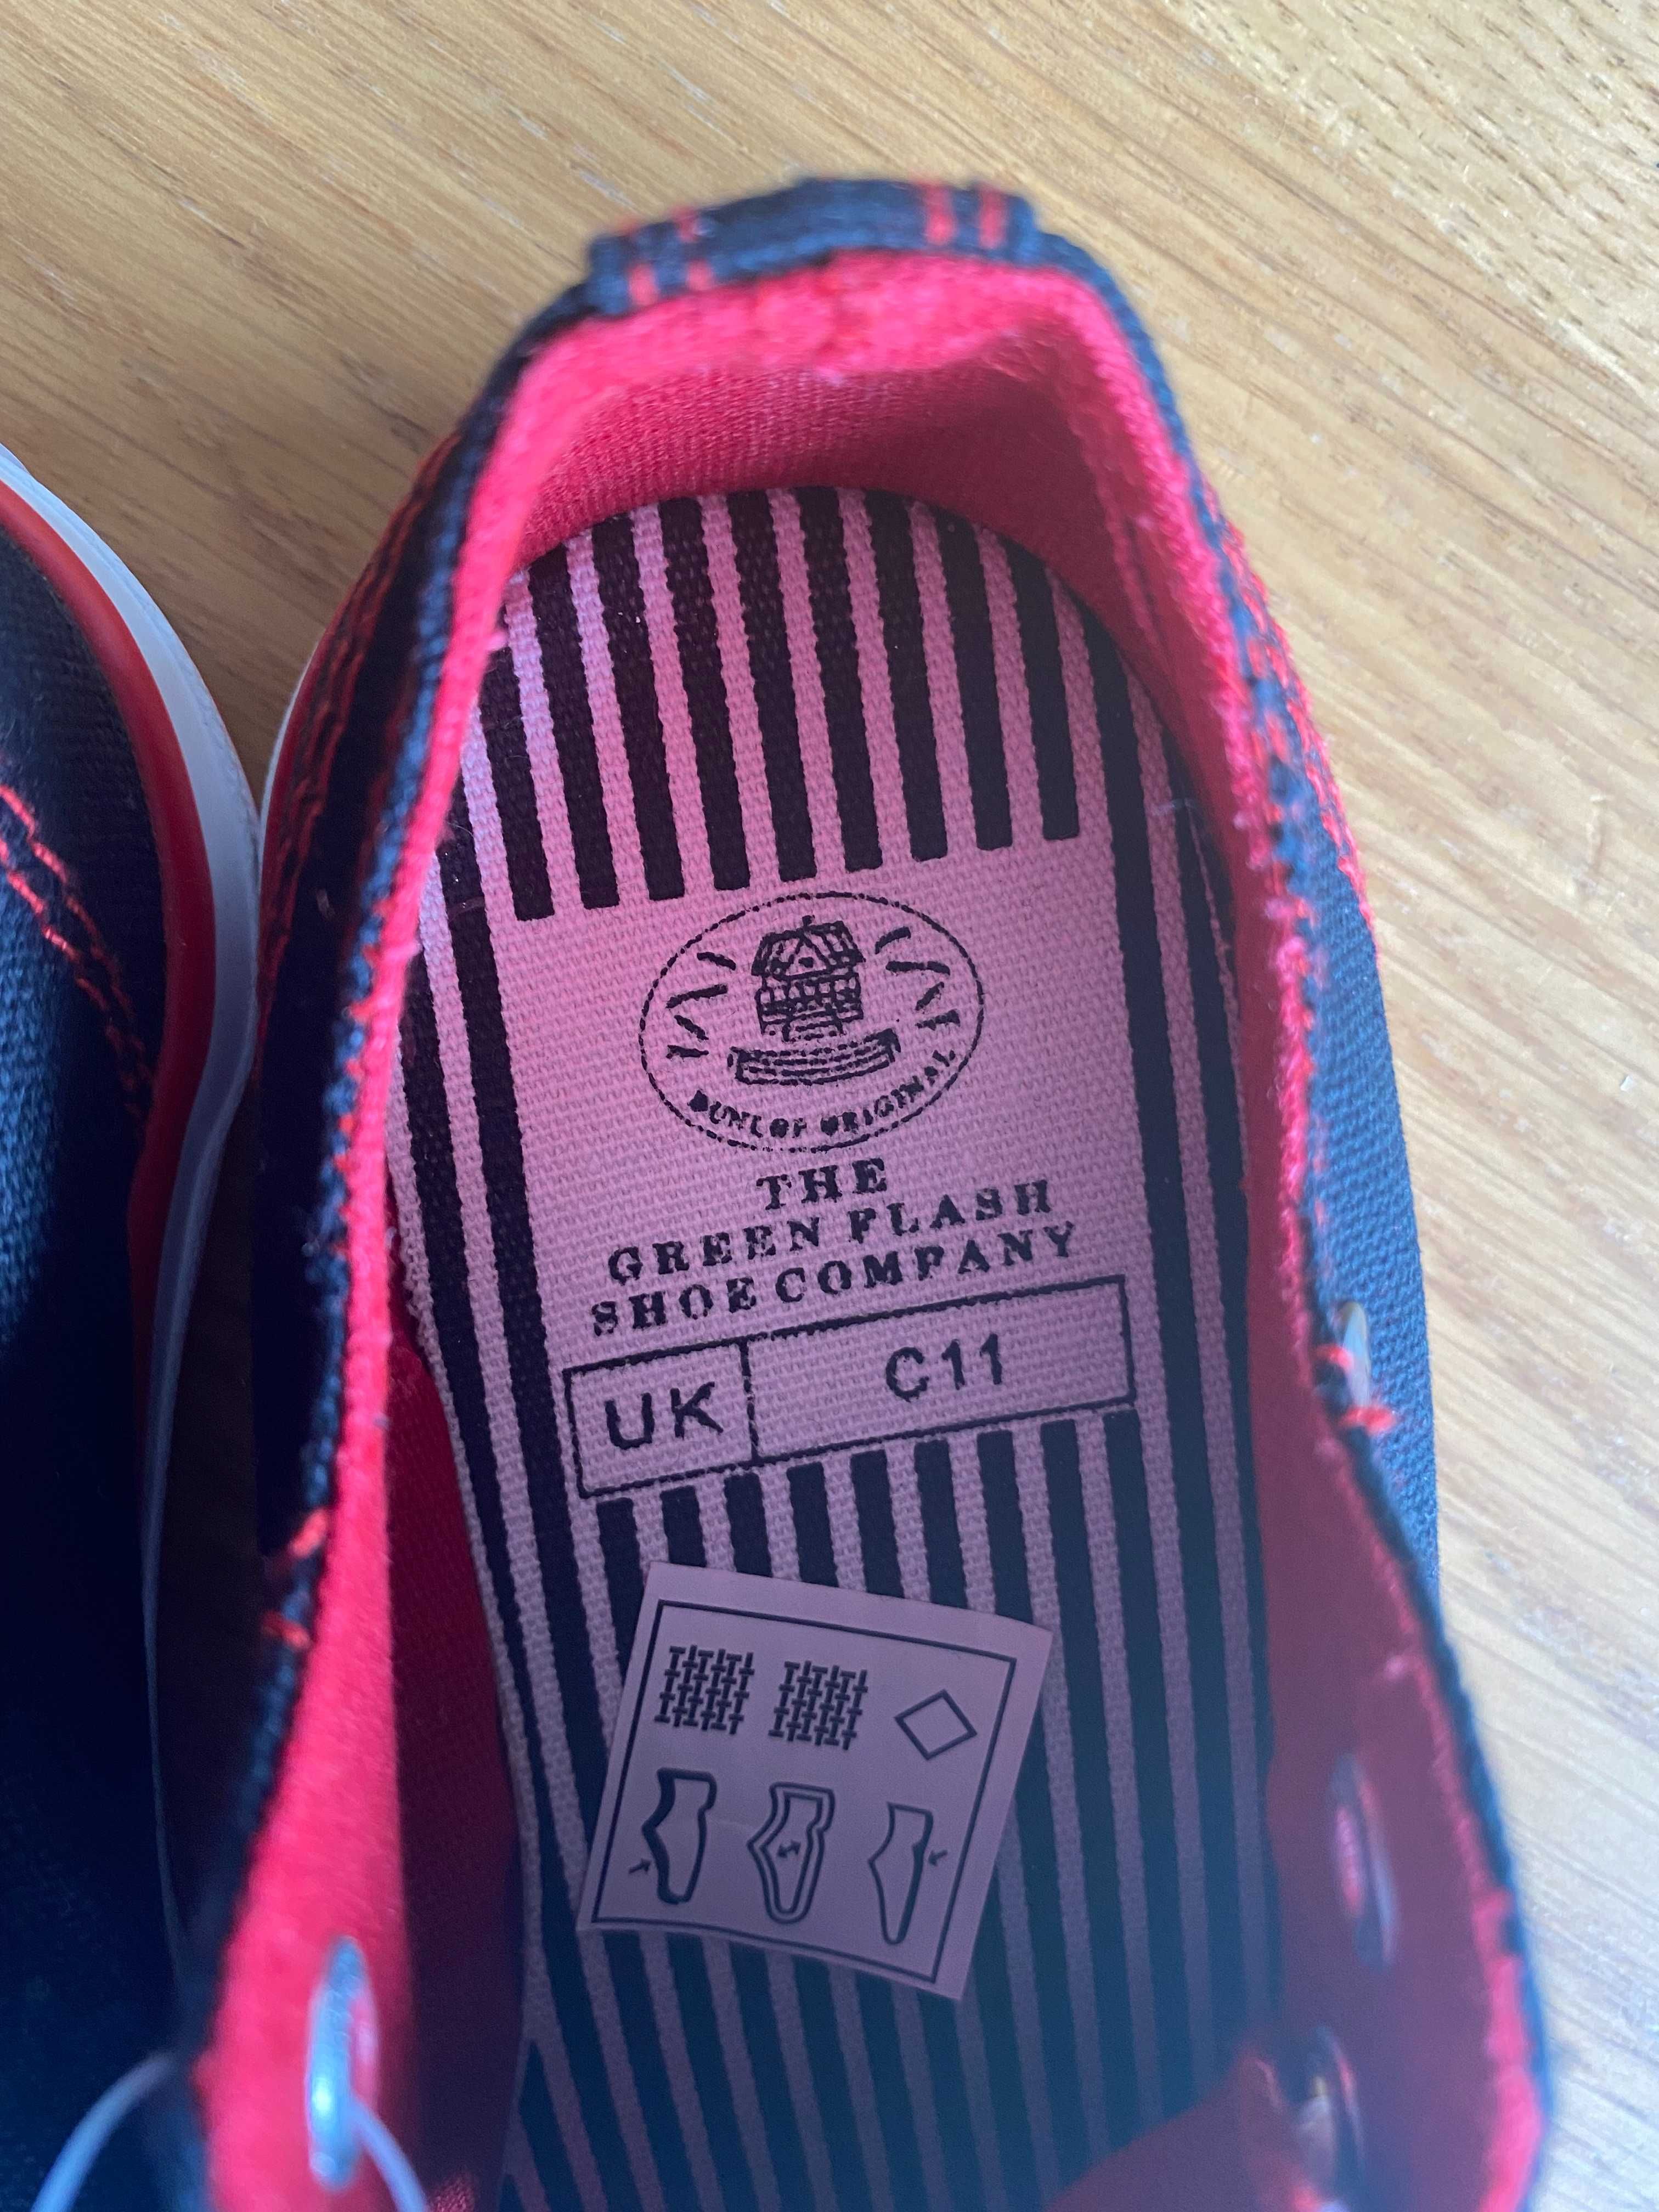 DUNLOP ORIGINAL
THE
GREEN FLASH
SHOE COMPANY
UK C11